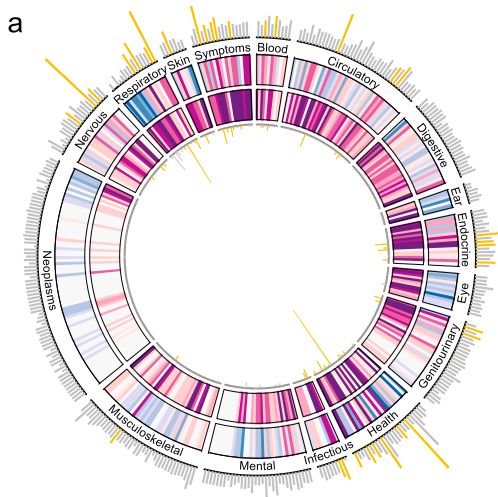 a
Blood
Circulatory
Digestive
Ear
Endocrine
Eye
Genitourinary
Health
Infectious
Mental
Musculoskeletal
Neoplasms
Nervous
Respiratory
Skin
Symptoms